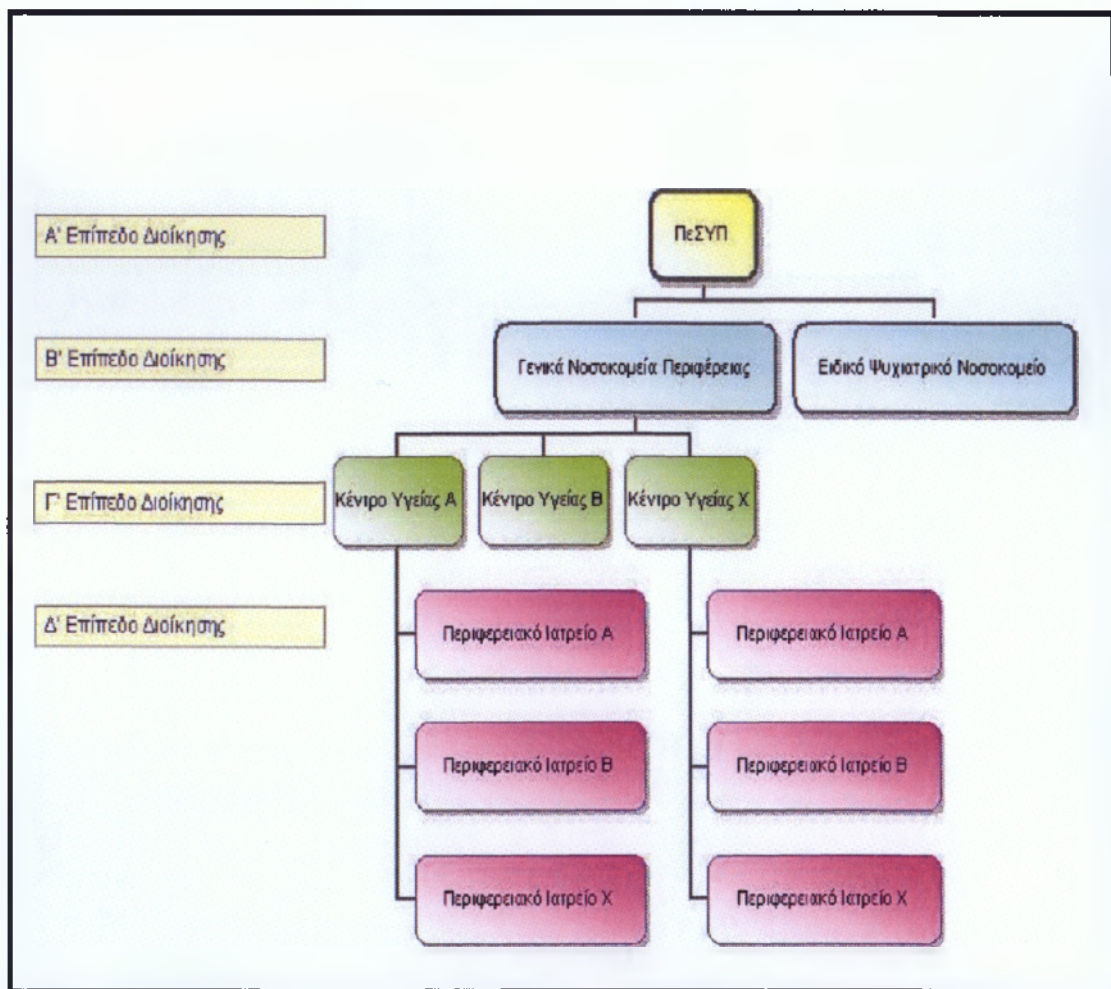 Α' Επίπεδο Διοίκησης
ΠεΣΥΠ
Β' Επίπεδο Διοίκησης
Γενικά Νοσοκομεία Περιφέρειας
Ειδικό Ψυχιατρικό Νοσοκομείο
Γ' Επίπεδο Διοίκησης
Κέντρο Υγείας Α
Κέντρο Υγείας Β
Κέντρο Υγείας Χ
Δ' Επίπεδο Διοίκησης
Περιφερειακό Ιατρείο Α
Περιφερειακό Ιατρείο Α
Περιφερειακό Ιατρείο Β
Περιφερειακό Ιατρείο Β
Περιφερειακό Ιατρείο Χ
Περιφερειακό Ιατρείο Χ